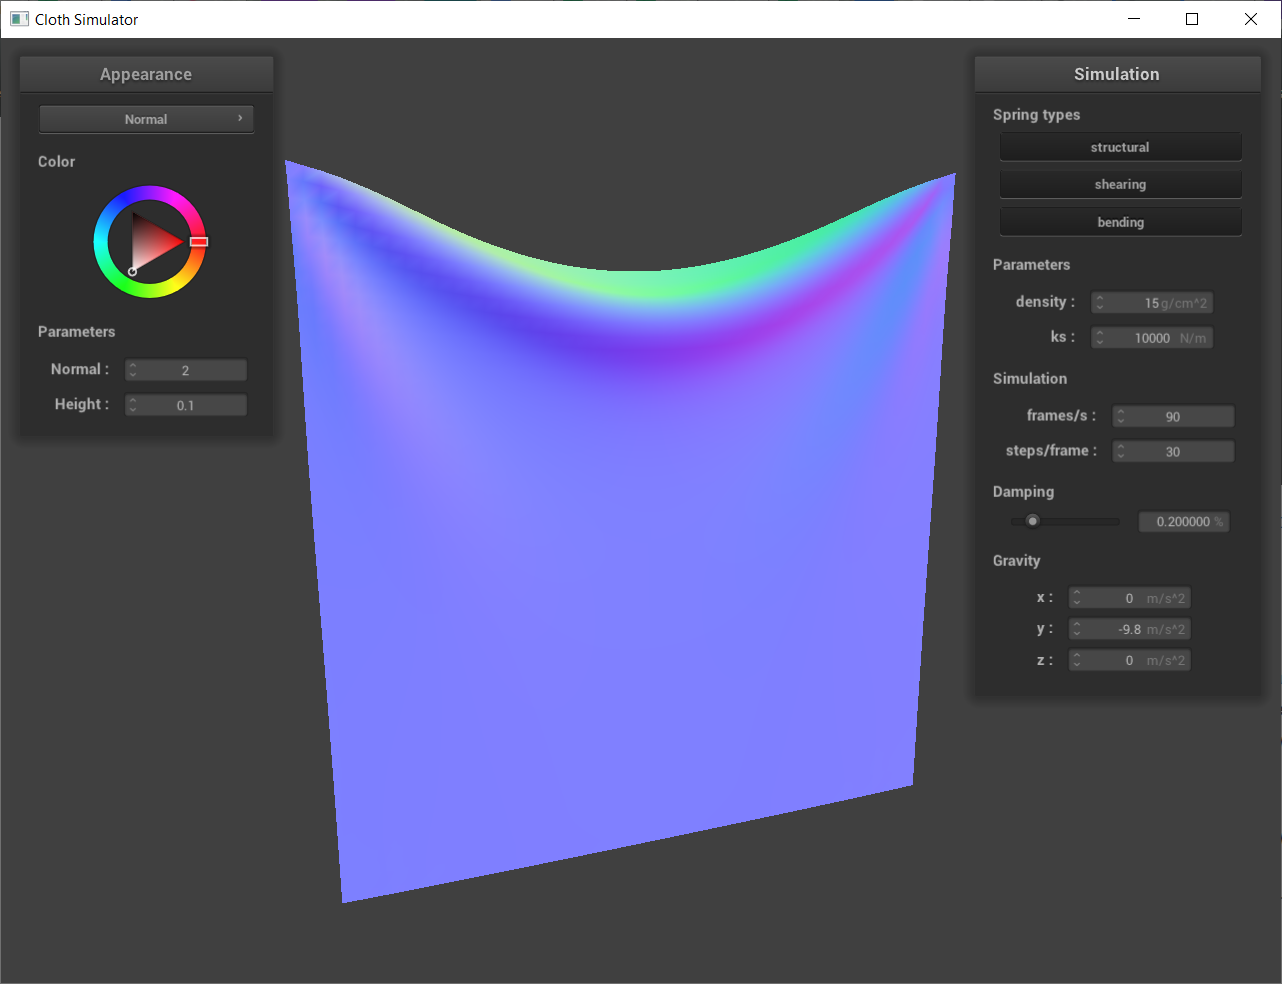 Cloth Simulator
Appearance
Normal
Color
Parameters
Normal : 2
Height : 0.1
Simulation
Spring types
structural
shearing
bending
Parameters
density : 15 g/cm^2
ks : 10000 N/m
Simulation
frames/s : 90
steps/frame : 30
Damping
0.200000 %
Gravity
x : 0 m/s^2
y : -9.8 m/s^2
z : 0 m/s^2